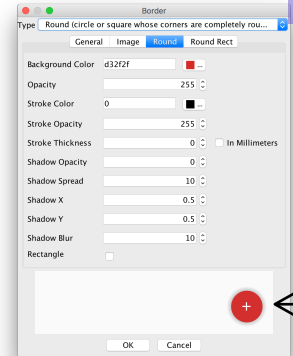 Border
Type Round (circle or square whose corners are completely rou...
General Image Round Round Rect
Background Color d32f2f ...
Opacity 255
Stroke Color 0 ...
Stroke Opacity 255
Stroke Thickness 0 In Millimeters
Shadow Opacity 0
Shadow Spread 10
Shadow X 0.5
Shadow Y 0.5
Shadow Blur 10
Rectangle
+
OK Cancel